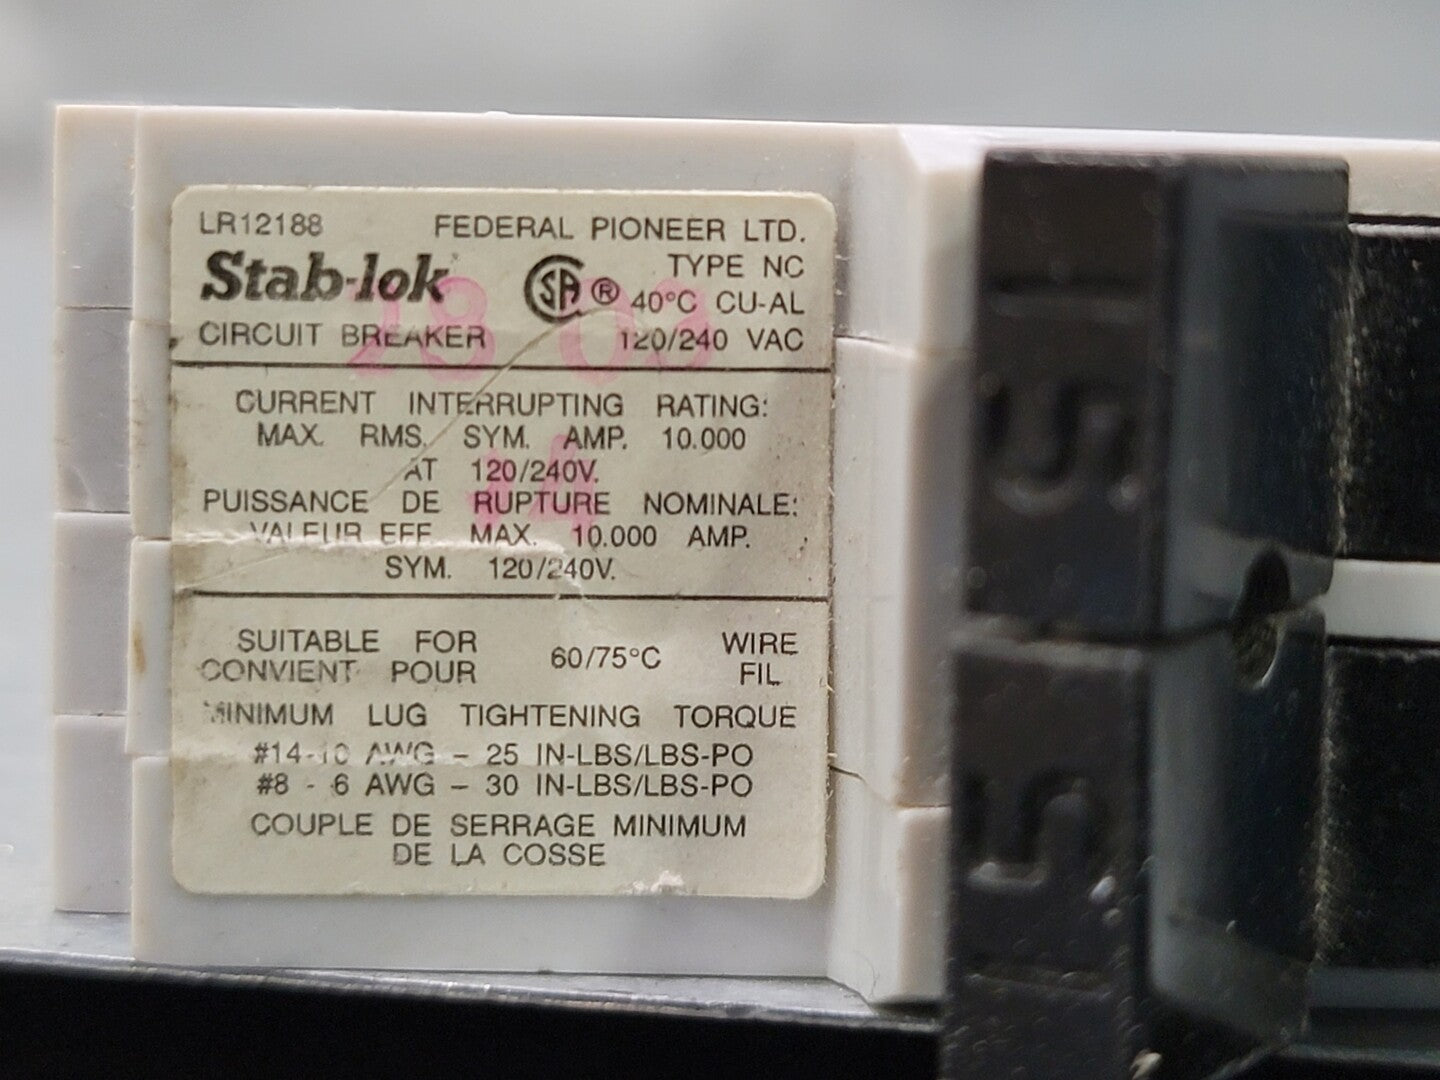 LR12188 FEDERAL PIONEER LTD.
Stab-lok SA ® TYPE NC
40°C CU-AL
CIRCUIT BREAKER 120/240 VAC
CURRENT INTERRUPTING RATING:
MAX. RMS. SYM. AMP. 10.000
AT 120/240V.
PUISSANCE DE RUPTURE NOMINALE:
VALEUR EFF. MAX. 10.000 AMP.
SYM. 120/240V.
SUITABLE FOR 60/75°C WIRE
CONVIENT POUR FIL
MINIMUM LUG TIGHTENING TORQUE
#14-10 AWG – 25 IN-LBS/LBS-PO
#8 - 6 AWG – 30 IN-LBS/LBS-PO
COUPLE DE SERRAGE MINIMUM
DE LA COSSE
15
15